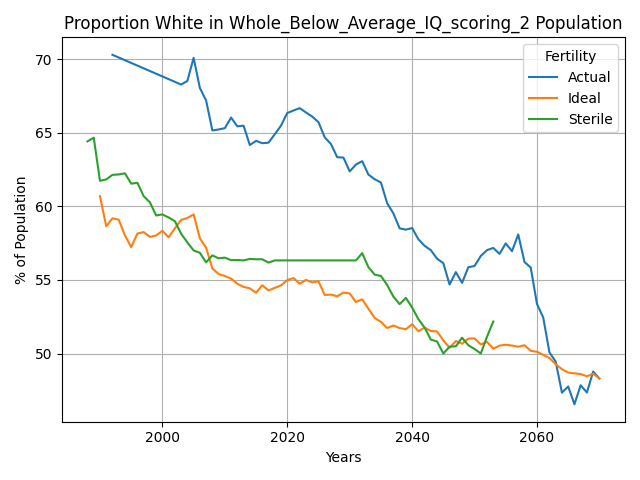 Proportion White in Whole_Below_Average_IQ_scoring_2 Population
Fertility
Actual
Ideal
Sterile
% of Population
70
65
60
55
50
2000
2020
2040
2060
Years